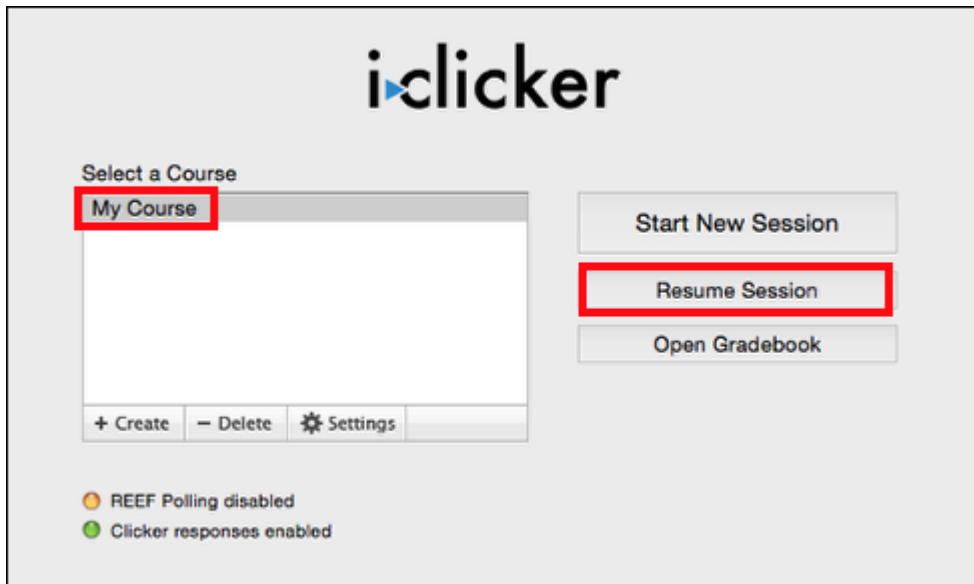 i▸clicker
Select a Course
My Course
Start New Session
Resume Session
Open Gradebook
+ Create
− Delete
Settings
REEF Polling disabled
Clicker responses enabled